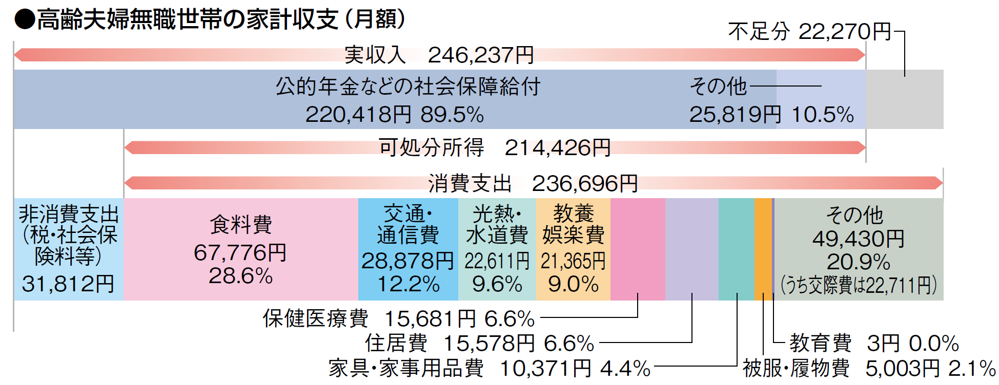 ●高齢夫婦無職世帯の家計収支（月額）
不足分 22,270円
実収入 246,237円
公的年金などの社会保障給付
220,418円 89.5%
その他
25,819円 10.5%
可処分所得 214,426円
消費支出 236,696円
非消費支出
（税・社会保
険料等）
31,812円
食料費
67,776円
28.6%
交通・
通信費
28,878円
12.2%
光熱・
水道費
22,611円
9.6%
教養
娯楽費
21,365円
9.0%
その他
49,430円
20.9%
（うち交際費は22,711円）
保健医療費 15,681円 6.6%
住居費 15,578円 6.6%
家具・家事用品費 10,371円 4.4%
教育費 3円 0.0%
被服・履物費 5,003円 2.1%